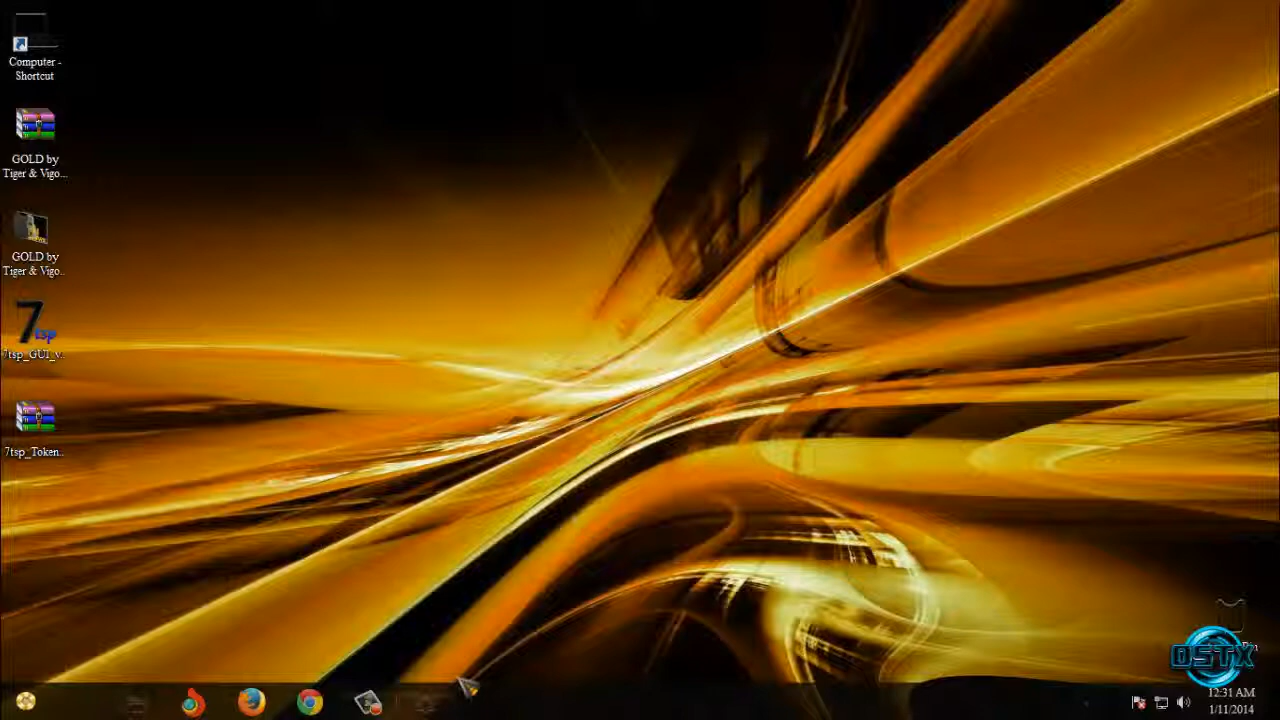 Computer -
Shortcut
GOLD by
Tiger & Vigo...
GOLD by
Tiger & Vigo...
7tsp
7tsp_GUI_v...
7tsp_Token...
DSTX
12:31 AM
1/11/2014